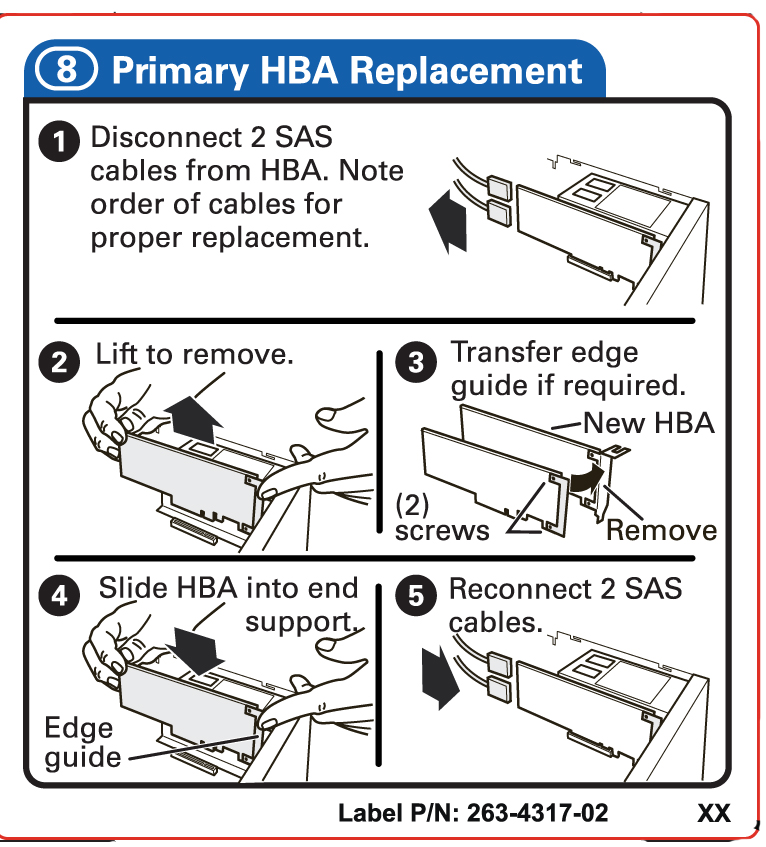 8 Primary HBA Replacement
1 Disconnect 2 SAS
cables from HBA. Note
order of cables for
proper replacement.
2 Lift to remove.
3 Transfer edge
guide if required.
New HBA
(2)
screws
Remove
4 Slide HBA into end
support.
Edge
guide
5 Reconnect 2 SAS
cables.
Label P/N: 263-4317-02 XX